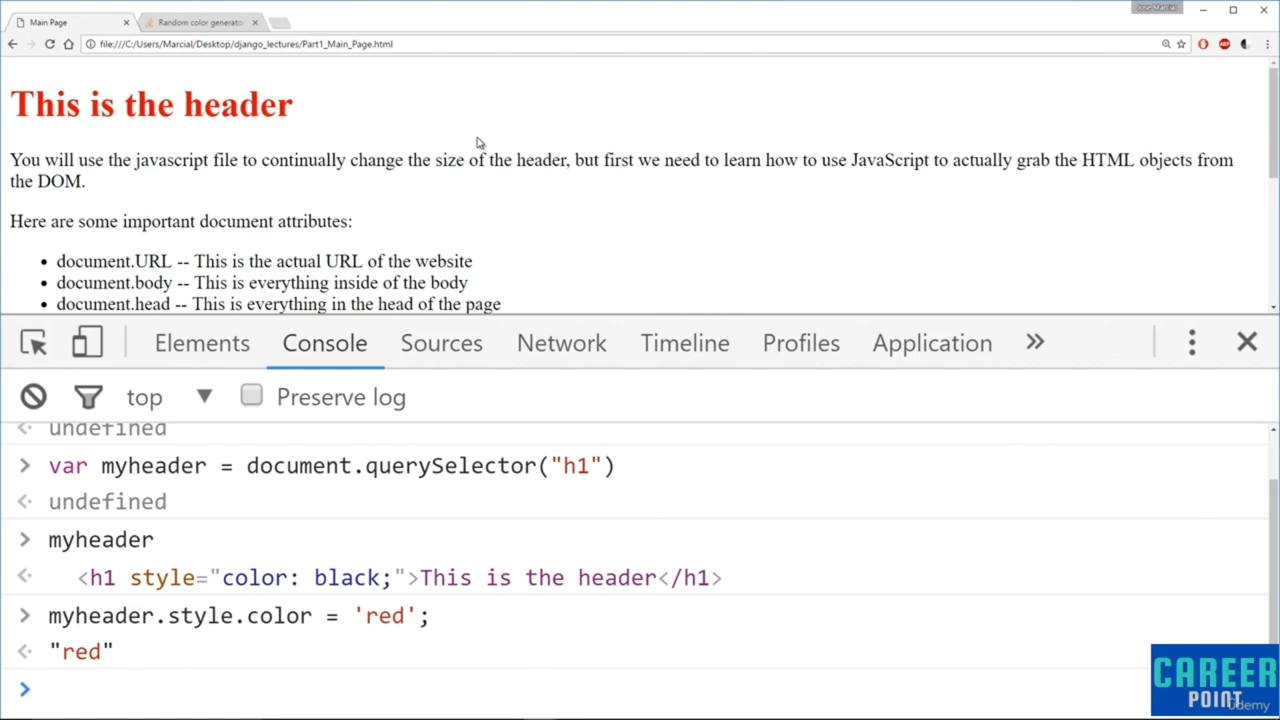 Jose Marcial
Main Page
Random color generato
file:///C:/Users/Marcial/Desktop/django_lectures/Part1_Main_Page.html
This is the header
You will use the javascript file to continually change the size of the header, but first we need to learn how to use JavaScript to actually grab the HTML objects from
the DOM.
Here are some important document attributes:
• document.URL -- This is the actual URL of the website
• document.body -- This is everything inside of the body
• document.head -- This is everything in the head of the page
Elements Console Sources Network Timeline Profiles Application »
top ▼ Preserve log
undefined
> var myheader = document.querySelector("h1")
undefined
> myheader
<h1 style="color: black;">This is the header</h1>
> myheader.style.color = 'red';
"red"
>
CAREER
POINT
Udemy